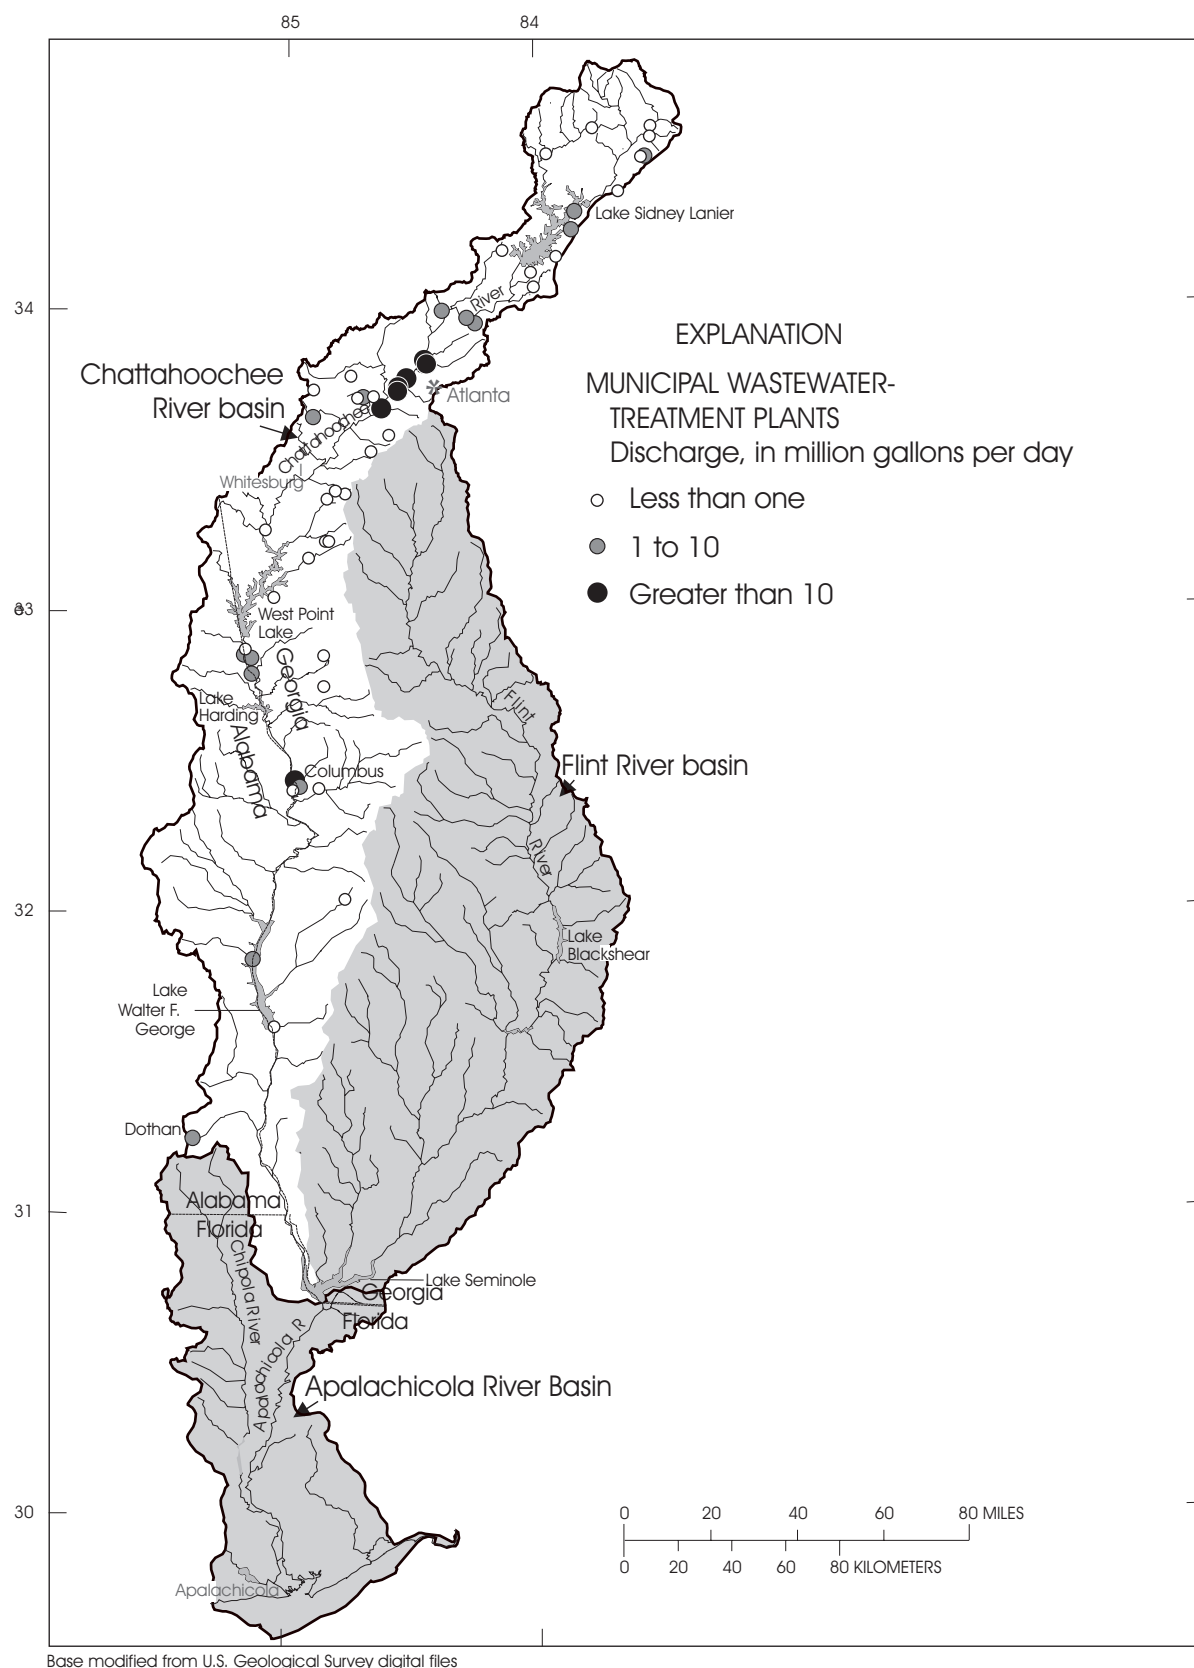 85
84
Lake Sidney Lanier
34
River
EXPLANATION
Chattahoochee
River basin
MUNICIPAL WASTEWATER-
TREATMENT PLANTS
Discharge, in million gallons per day
Atlanta
Chattahoochee
Whitesburg
Less than one
1 to 10
Greater than 10
33
West Point
Lake
Georgia
Lake
Harding
Alabama
Flint
Columbus
Flint River basin
River
32
Lake
Blackshear
Lake
Walter F.
George
Dothan
31
Alabama
Florida
Chipola River
Lake Seminole
Georgia
Florida
Apalachicola R
Apalachicola River Basin
30
0 20 40 60 80 MILES
0 20 40 60 80 KILOMETERS
Apalachicola
Base modified from U.S. Geological Survey digital files